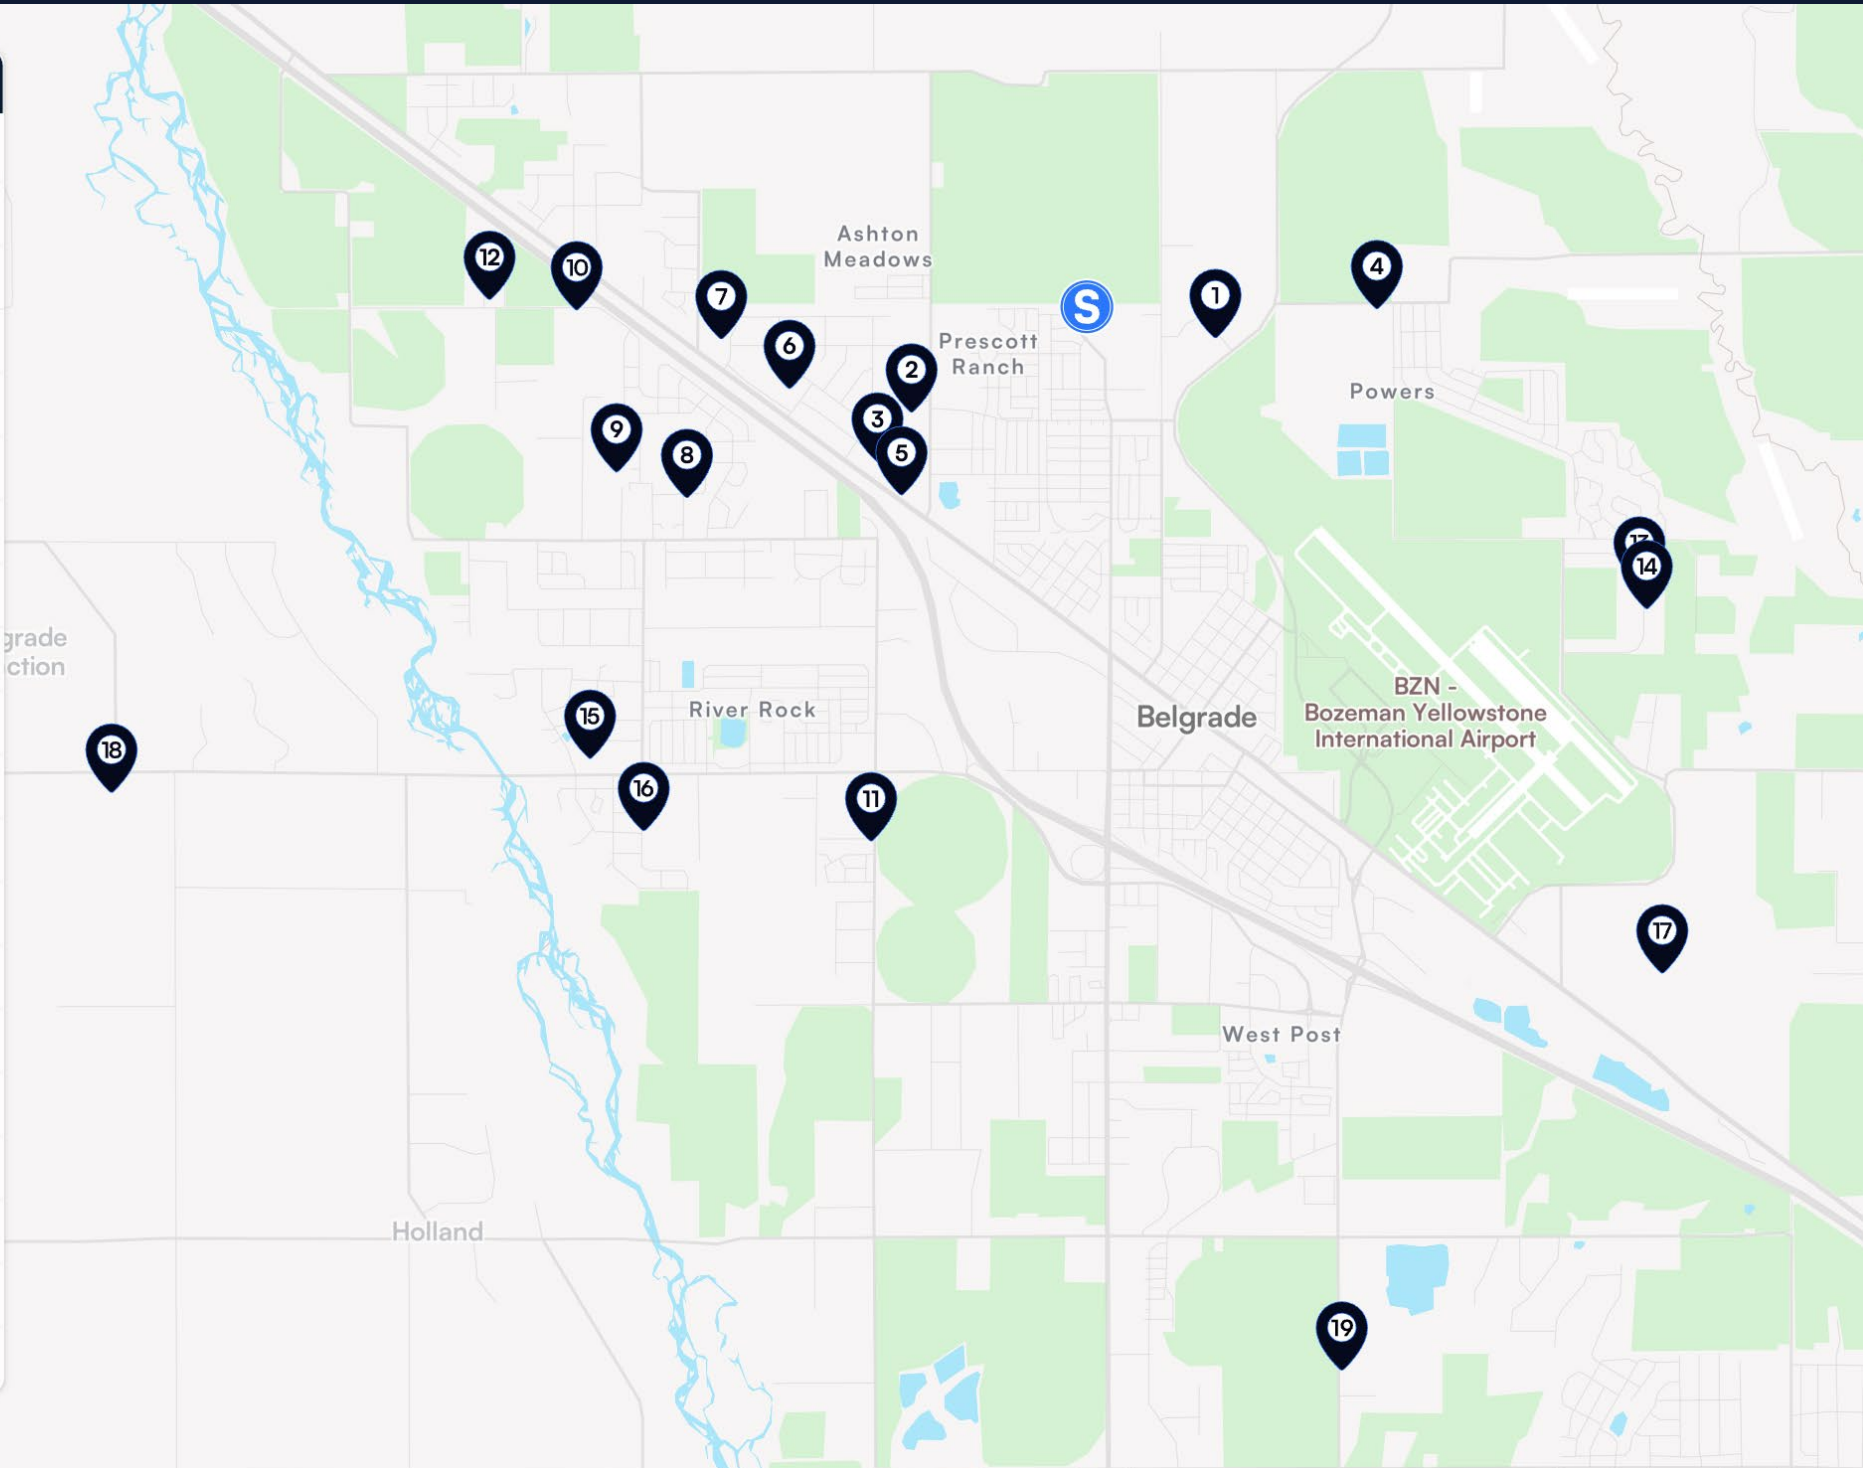 Ashton
Meadows
12
10
7
S
1
4
6
2
Prescott
Ranch
3
Powers
9
8
5
13
14
grade
ction
BZN -
Bozeman Yellowstone
International Airport
15
River Rock
Belgrade
18
16
11
17
West Post
Holland
19